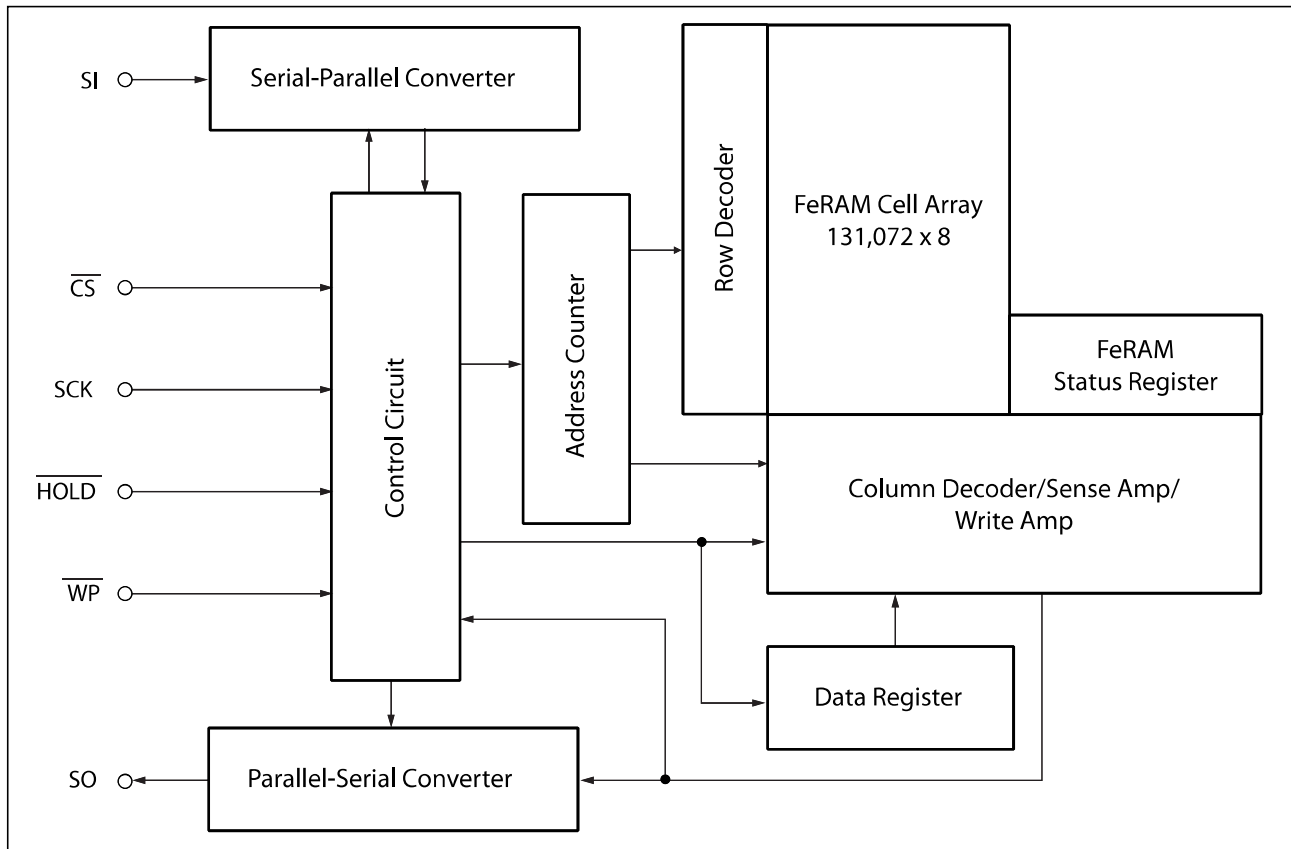 SI
Serial-Parallel Converter
Row Decoder
FeRAM Cell Array
131,072 x 8
CS
SCK
HOLD
WP
Control Circuit
Address Counter
FeRAM
Status Register
Column Decoder/Sense Amp/
Write Amp
Data Register
SO
Parallel-Serial Converter